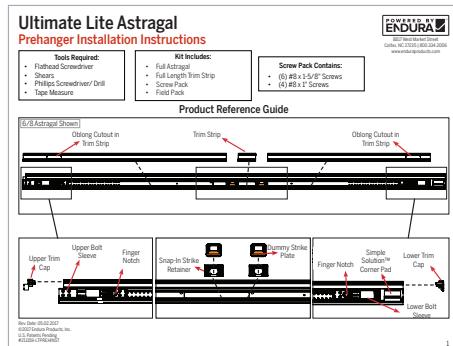 Ultimate Lite Astragal
Prehanger Installation Instructions
POWERED BY
ENDURA
8817 West Market Street
Colfax, NC 27235 | 800.334.2006
www.enduraproducts.com
Tools Required:
• Flathead Screwdriver
• Shears
• Phillips Screwdriver/ Drill
• Tape Measure
Kit Includes:
• Full Astragal
• Full Length Trim Strip
• Screw Pack
• Field Pack
Screw Pack Contains:
• (6) #8 x 1-5/8" Screws
• (4) #8 x 1" Screws
Product Reference Guide
6/8 Astragal Shown
Oblong Cutout in
Trim Strip
Trim Strip
Oblong Cutout in
Trim Strip
Upper Trim
Cap
Upper Bolt
Sleeve
Finger
Notch
Snap-In Strike
Retainer
Dummy Strike
Plate
Finger Notch
Simple
Solution™
Corner Pad
Lower Trim
Cap
Lower Bolt
Sleeve
Rev. Date: 05.02.2017
©2017 Endura Products, Inc.
U.S. Patents Pending
1